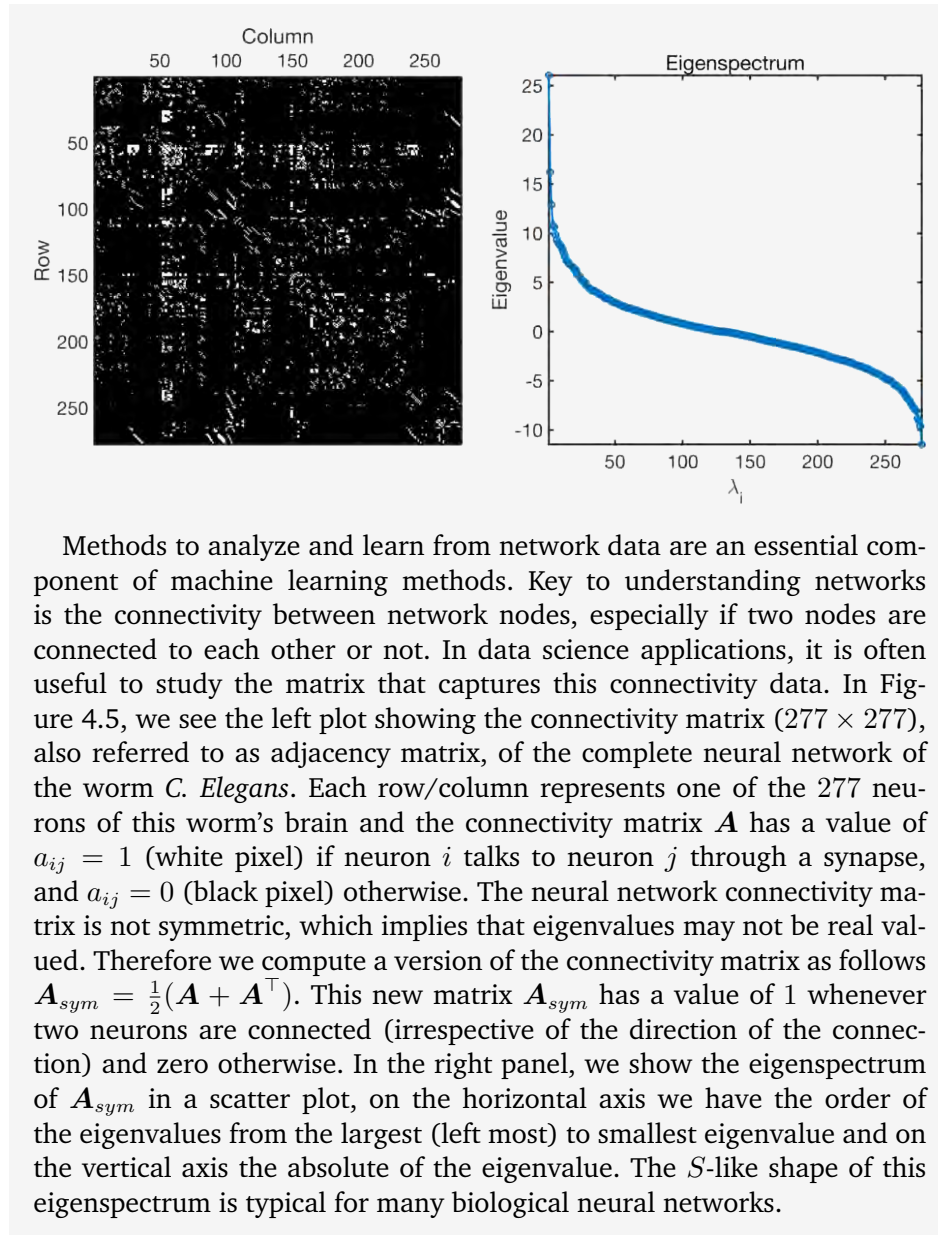 Column
50 100 150 200 250
Row
50
100
150
200
250
Eigenspectrum
Eigenvalue
25
20
15
10
5
0
-5
-10
50 100 150 200 250
λi
Methods to analyze and learn from network data are an essential com-
ponent of machine learning methods. Key to understanding networks
is the connectivity between network nodes, especially if two nodes are
connected to each other or not. In data science applications, it is often
useful to study the matrix that captures this connectivity data. In Fig-
ure 4.5, we see the left plot showing the connectivity matrix (277 × 277),
also referred to as adjacency matrix, of the complete neural network of
the worm C. Elegans. Each row/column represents one of the 277 neu-
rons of this worm's brain and the connectivity matrix A has a value of
aij = 1 (white pixel) if neuron i talks to neuron j through a synapse,
and aij = 0 (black pixel) otherwise. The neural network connectivity ma-
trix is not symmetric, which implies that eigenvalues may not be real val-
ued. Therefore we compute a version of the connectivity matrix as follows
Asym = ½(A + A⊤). This new matrix Asym has a value of 1 whenever
two neurons are connected (irrespective of the direction of the connec-
tion) and zero otherwise. In the right panel, we show the eigenspectrum
of Asym in a scatter plot, on the horizontal axis we have the order of
the eigenvalues from the largest (left most) to smallest eigenvalue and on
the vertical axis the absolute of the eigenvalue. The S-like shape of this
eigenspectrum is typical for many biological neural networks.